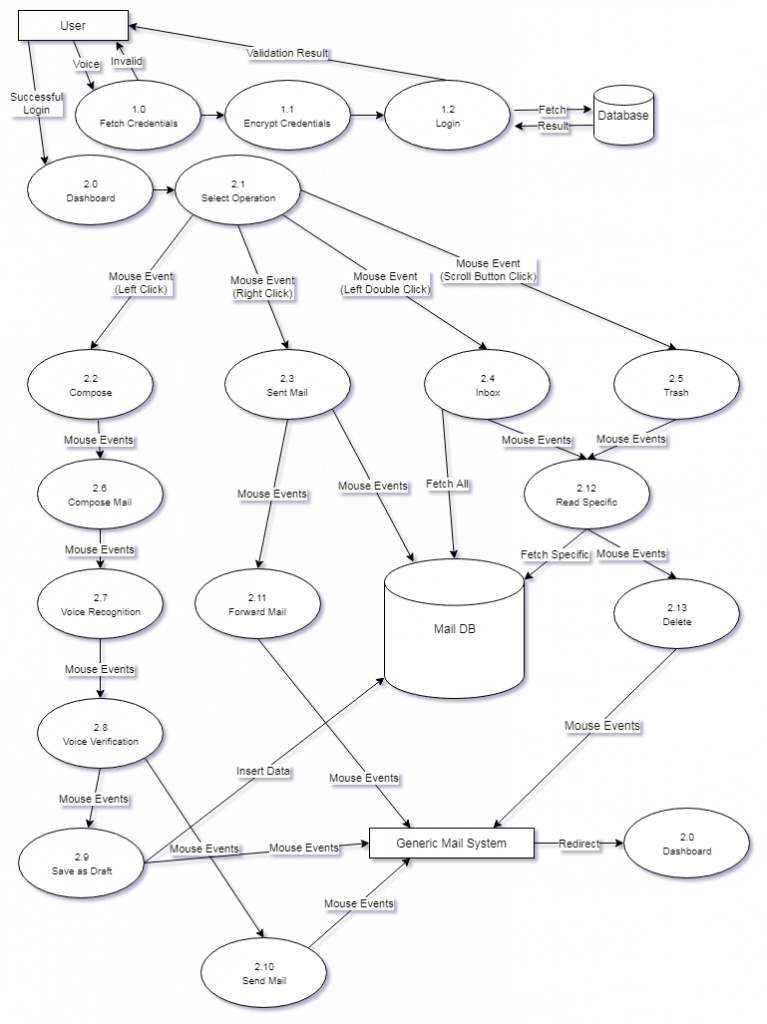 User
Validation Result
Voice
Invalid
Successful
Login
1.0
Fetch Credentials
1.1
Encrypt Credentials
1.2
Login
Fetch
Result
Database
2.0
Dashboard
2.1
Select Operation
Mouse Event
(Left Click)
Mouse Event
(Right Click)
Mouse Event
(Left Double Click)
Mouse Event
(Scroll Button Click)
2.2
Compose
2.3
Sent Mail
2.4
Inbox
2.5
Trash
Mouse Events
Mouse Events
Mouse Events
2.6
Compose Mail
Mouse Events
Mouse Events
Fetch All
2.12
Read Specific
Mouse Events
Fetch Specific
Mouse Events
2.7
Voice Recognition
2.11
Forward Mail
Mail DB
2.13
Delete
Mouse Events
2.8
Voice Verification
Mouse Events
Insert Data
Mouse Events
Mouse Events
2.9
Save as Draft
Mouse Events
Mouse Events
Generic Mail System
Redirect
2.0
Dashboard
Mouse Events
2.10
Send Mail